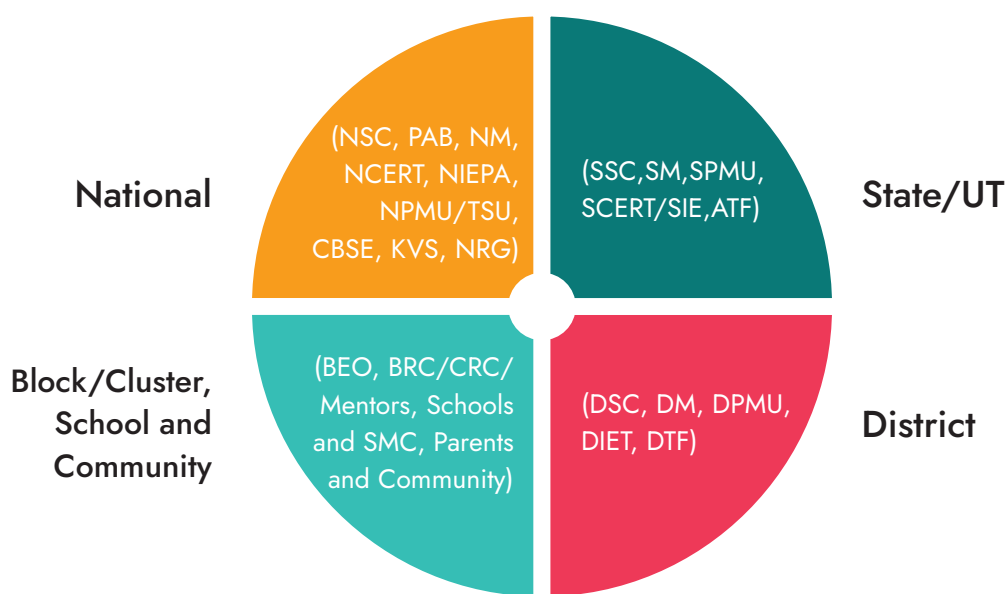 National
(NSC, PAB, NM,
NCERT, NIEPA,
NPMU/TSU,
CBSE, KVS, NRG)
(SSC,SM,SPMU,
SCERT/SIE,ATF)
State/UT
Block/Cluster,
School and
Community
(BEO, BRC/CRC/
Mentors, Schools
and SMC, Parents
and Community)
(DSC, DM, DPMU,
DIET, DTF)
District